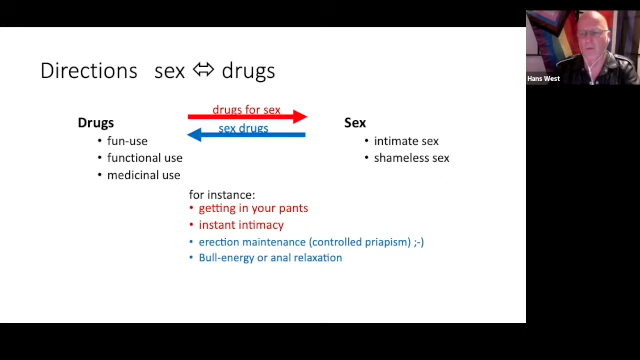 Directions sex ⇔ drugs
Hans West
drugs for sex
Drugs
Sex
sex drugs
• fun-use
• intimate sex
• functional use
• shameless sex
• medicinal use
for instance:
• getting in your pants
• instant intimacy
• erection maintenance (controlled priapism) ;-)
• Bull-energy or anal relaxation